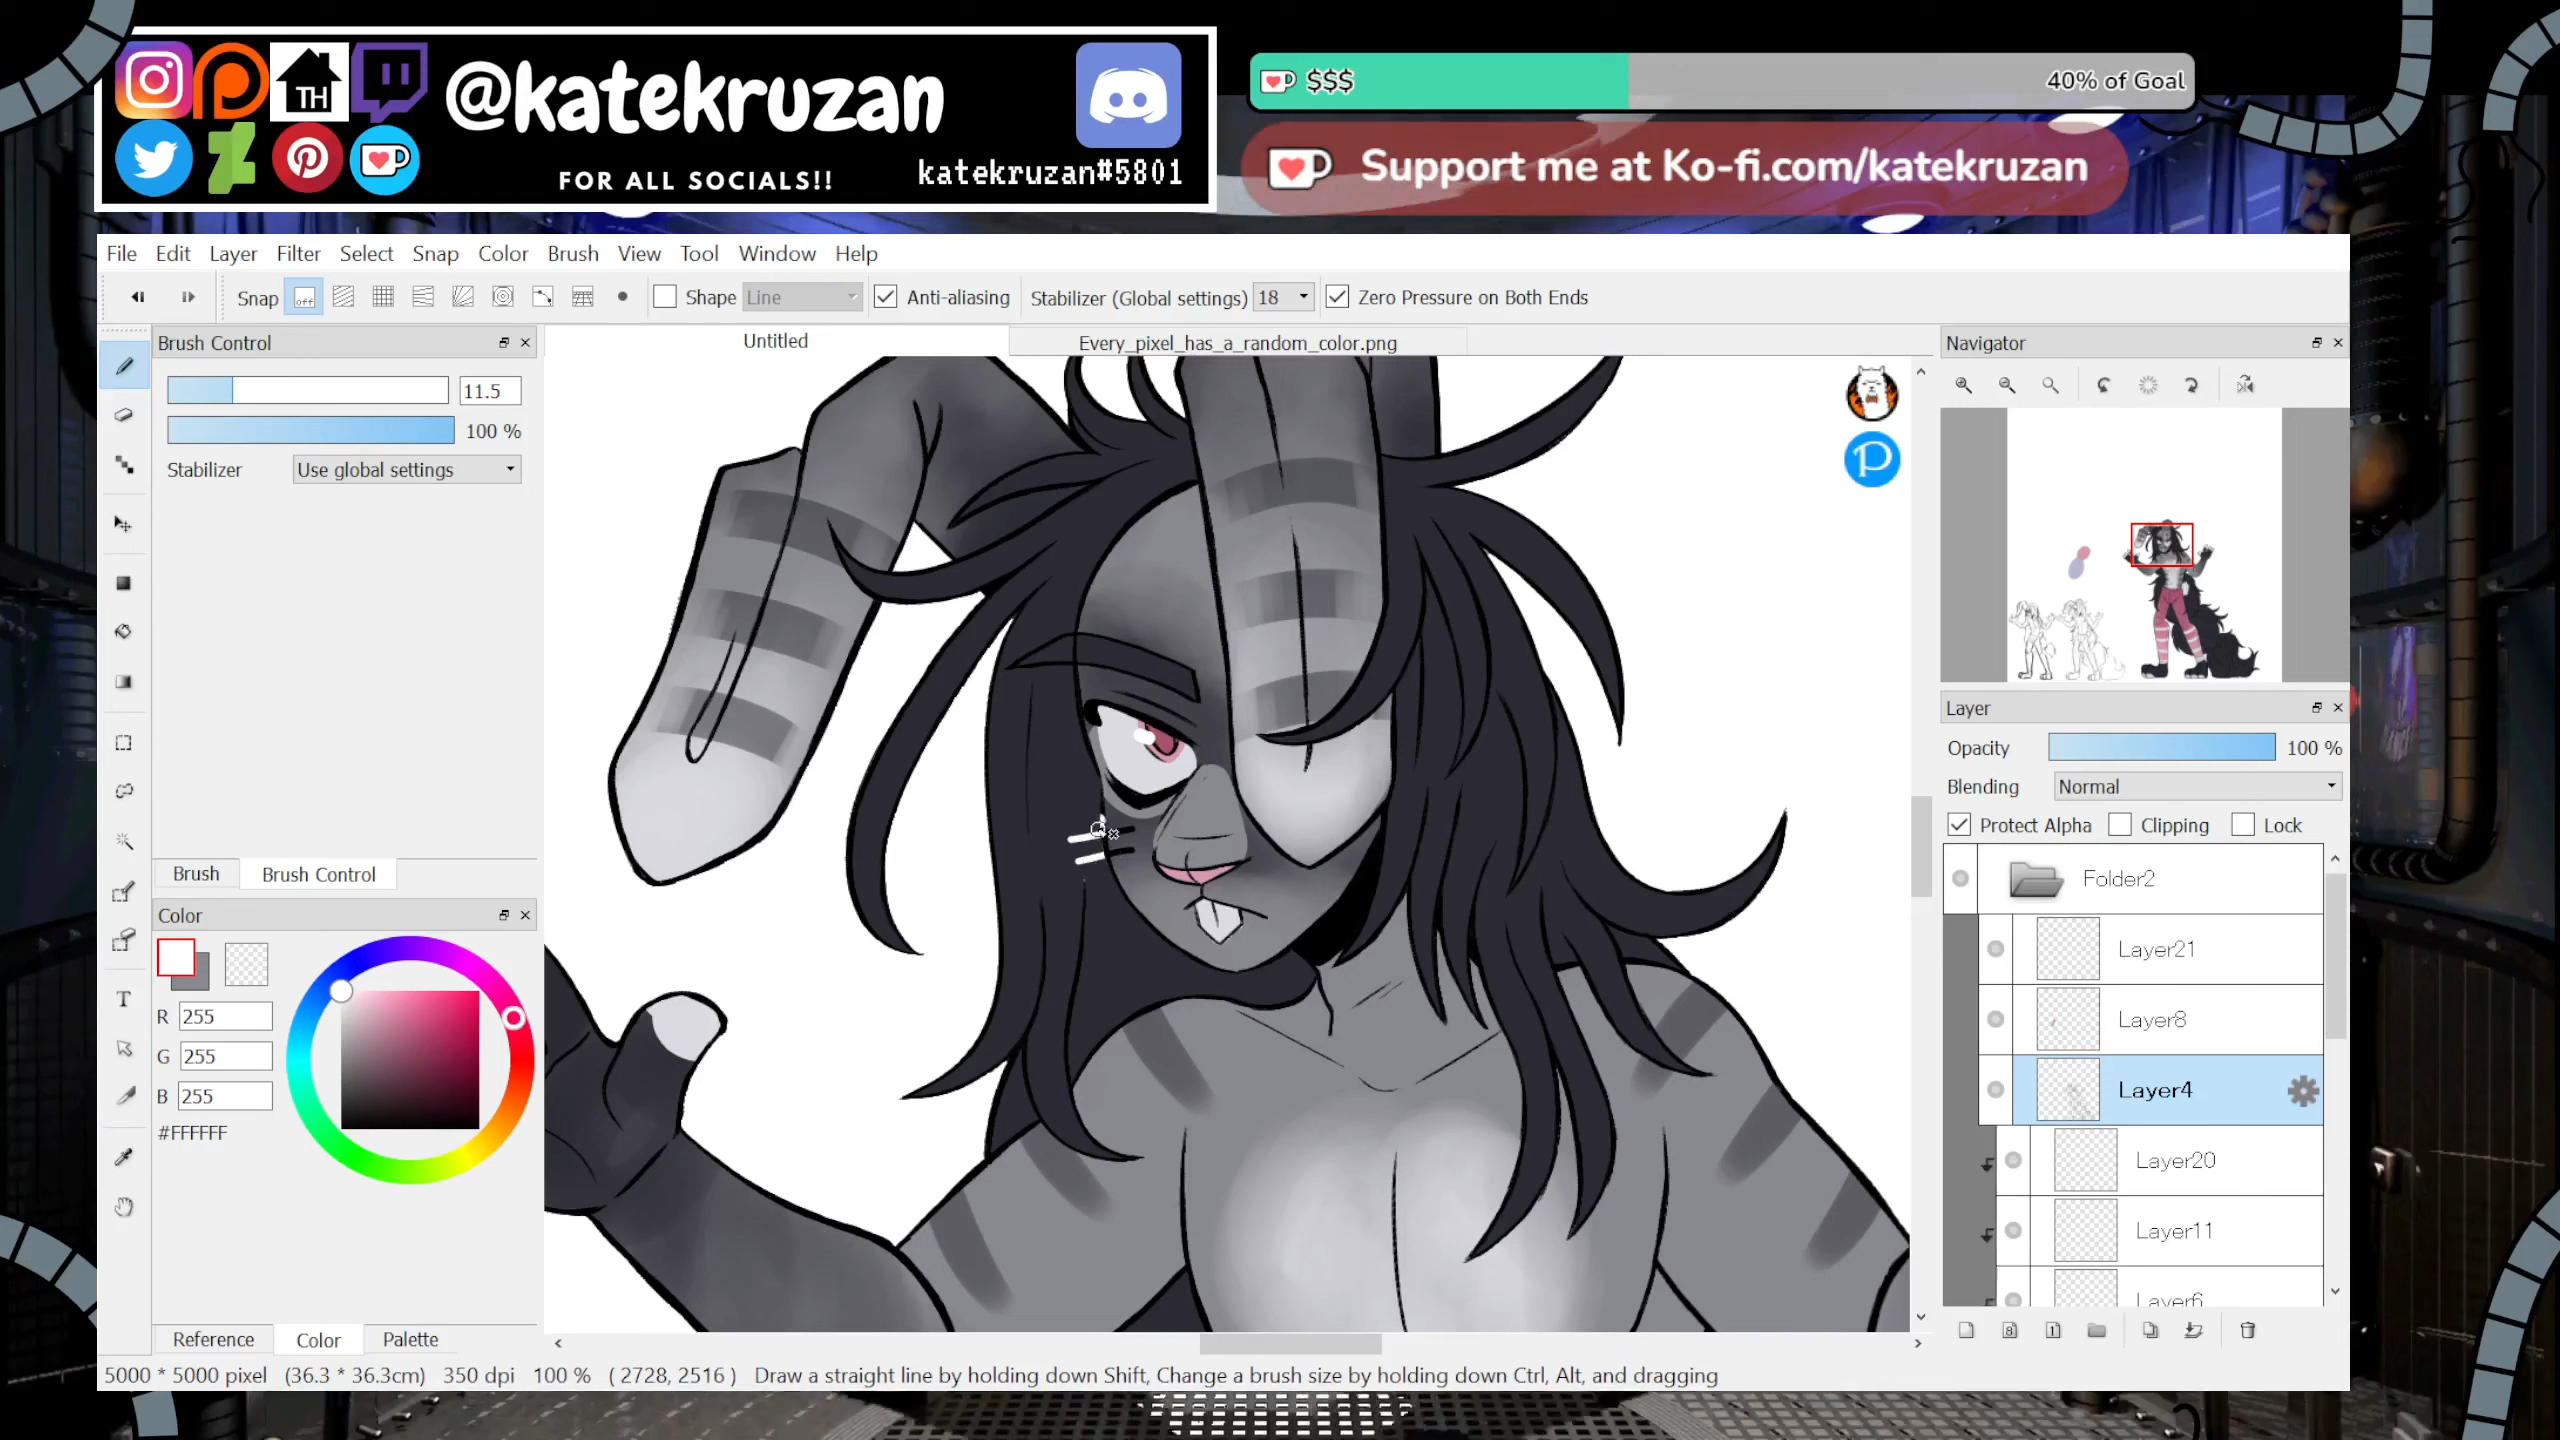 TH
@katekruzan
FOR ALL SOCIALS!!
katekruzan#5801
$$$
40% of Goal
Support me at Ko-fi.com/katekruzan
File Edit Layer Filter Select Snap Color Brush View Tool Window Help
Snap off Shape Line Anti-aliasing Stabilizer (Global settings) 18 Zero Pressure on Both Ends
Brush Control
Untitled
Every_pixel_has_a_random_color.png
Navigator
11.5
100 %
Stabilizer Use global settings
Brush
Brush Control
Color
R 255
G 255
B 255
#FFFFFF
Reference
Color
Palette
Layer
Opacity 100 %
Blending Normal
Protect Alpha Clipping Lock
Folder2
Layer21
Layer8
Layer4
Layer20
Layer11
Layer6
5000 * 5000 pixel (36.3 * 36.3cm) 350 dpi 100 % ( 2728, 2516 ) Draw a straight line by holding down Shift, Change a brush size by holding down Ctrl, Alt, and dragging